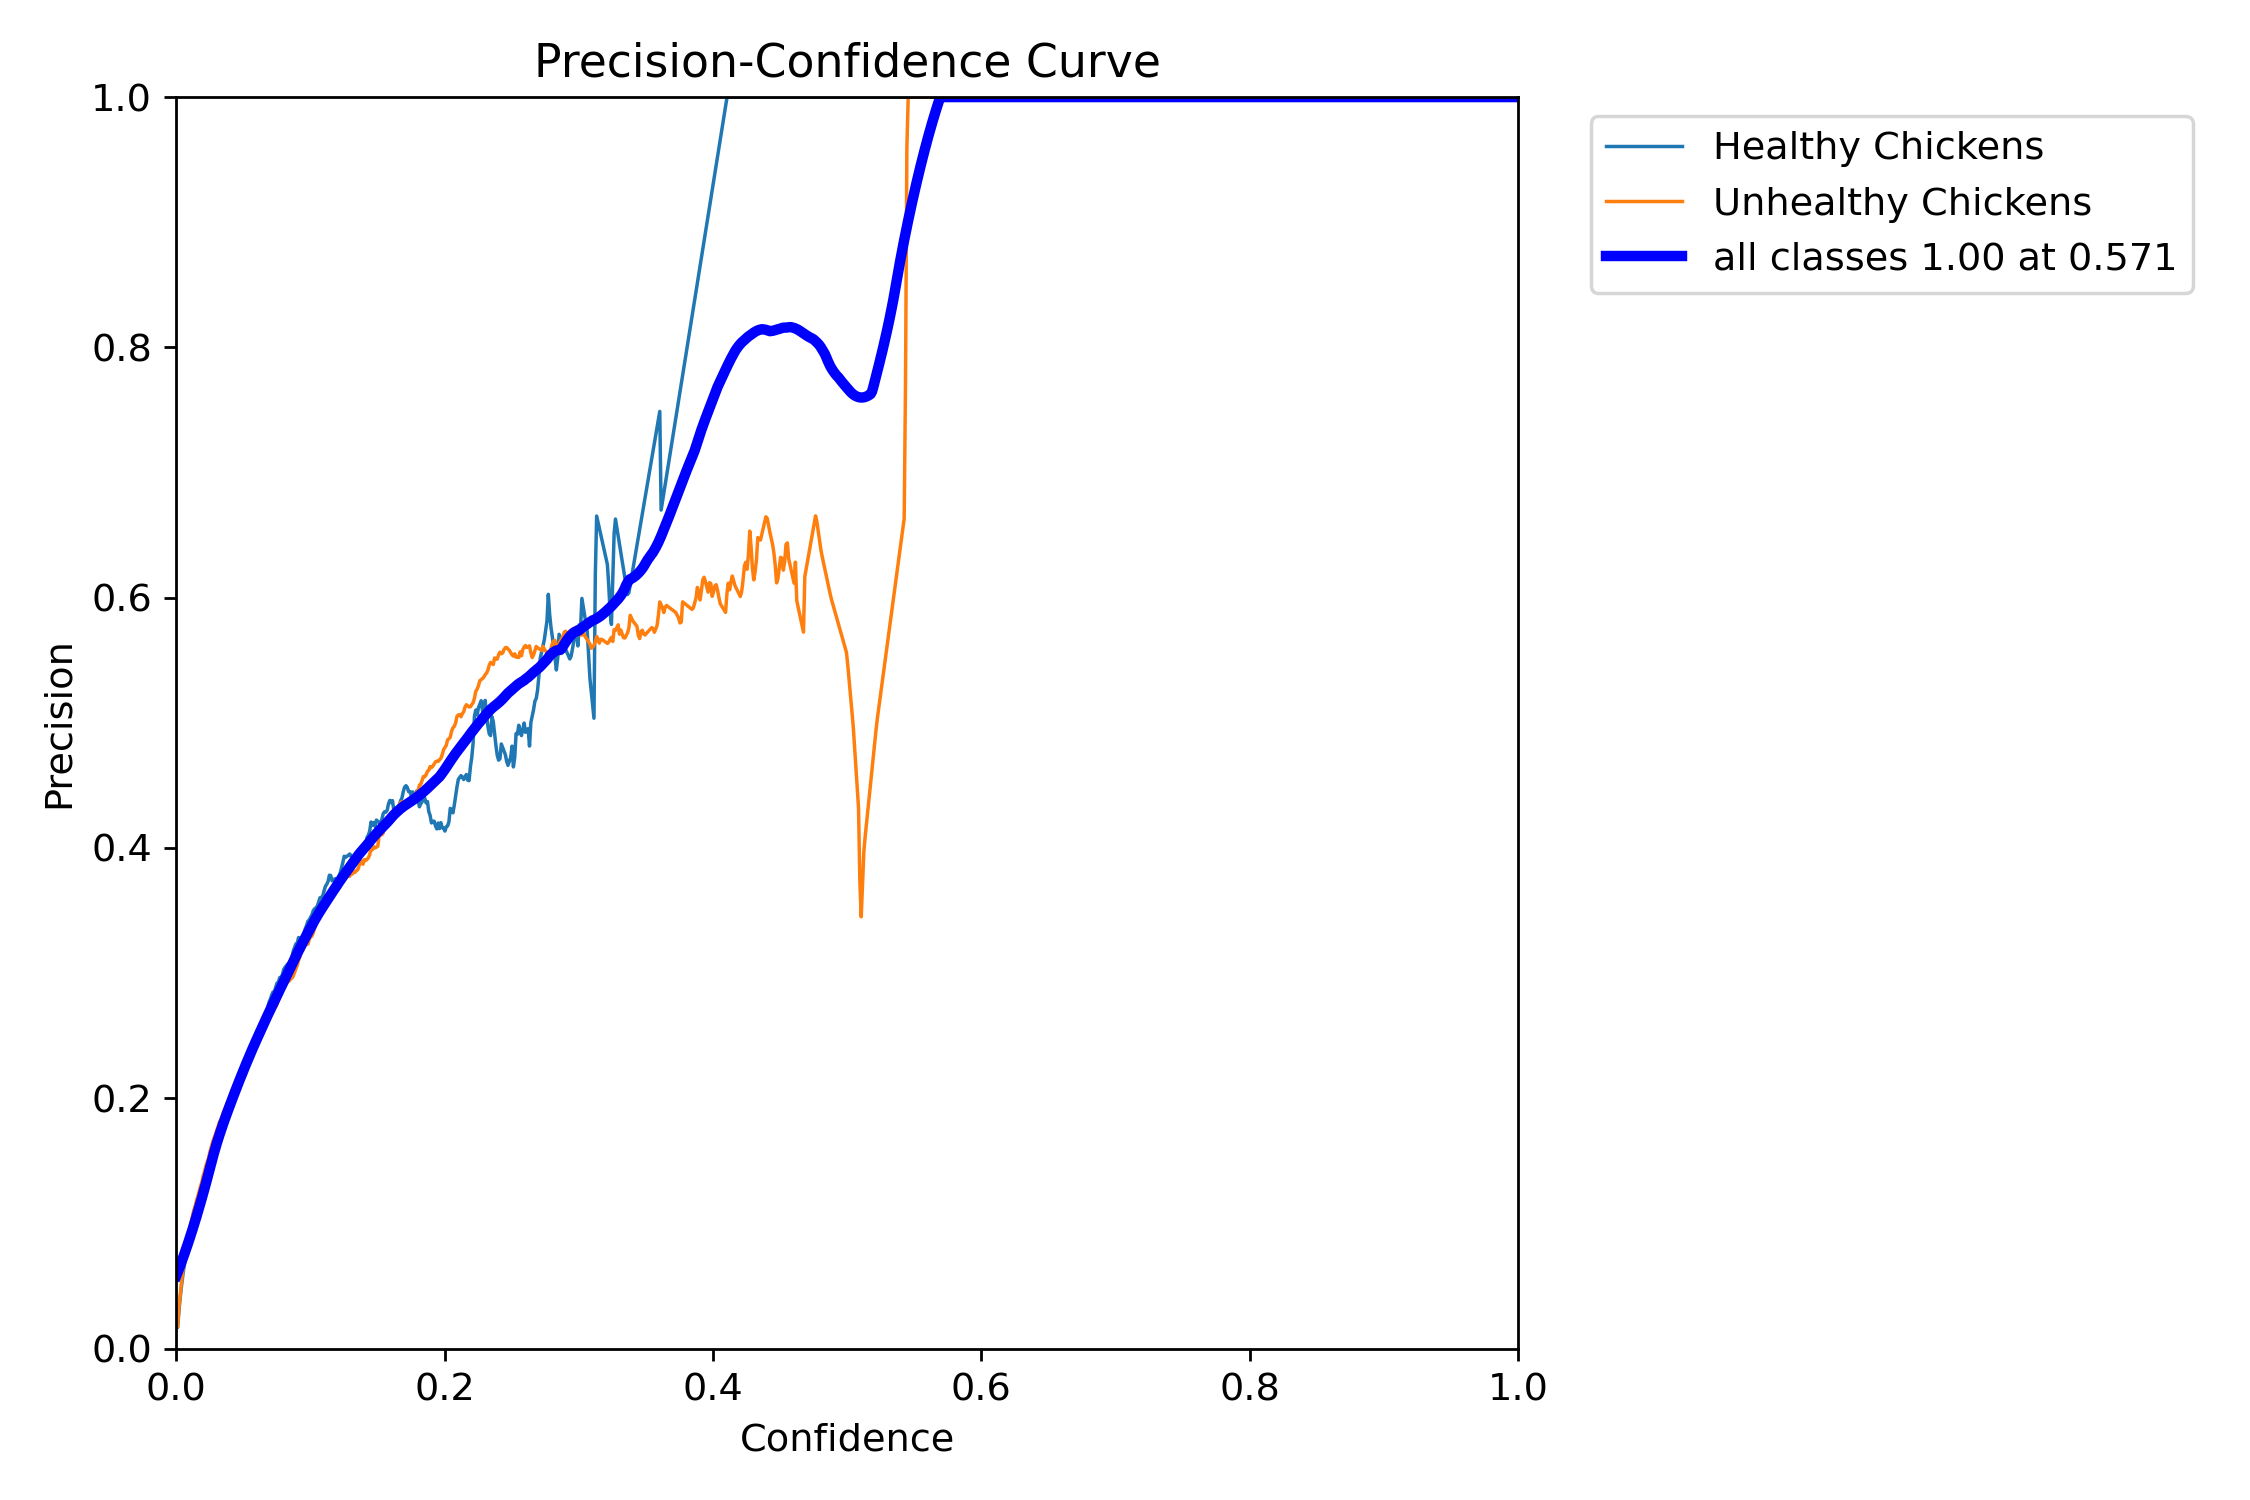 Precision-Confidence Curve
1.0
0.8
0.6
0.4
0.2
0.0
Precision
0.0 0.2 0.4 0.6 0.8 1.0
Confidence
Healthy Chickens
Unhealthy Chickens
all classes 1.00 at 0.571